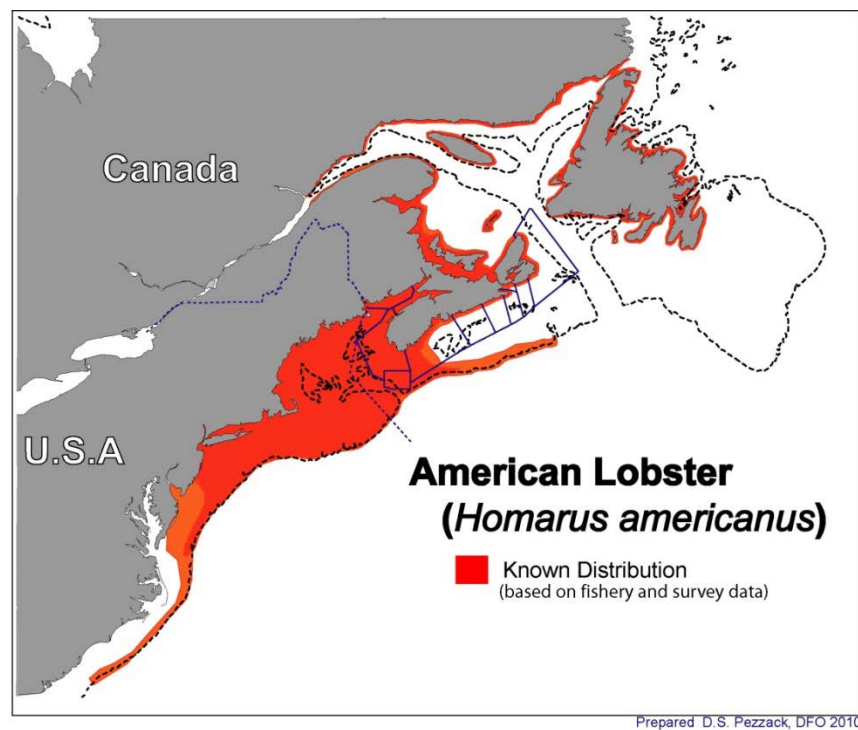 Canada
U.S.A
American Lobster
(Homarus americanus)
Known Distribution
(based on fishery and survey data)
Prepared D.S. Pezzack, DFO 2010